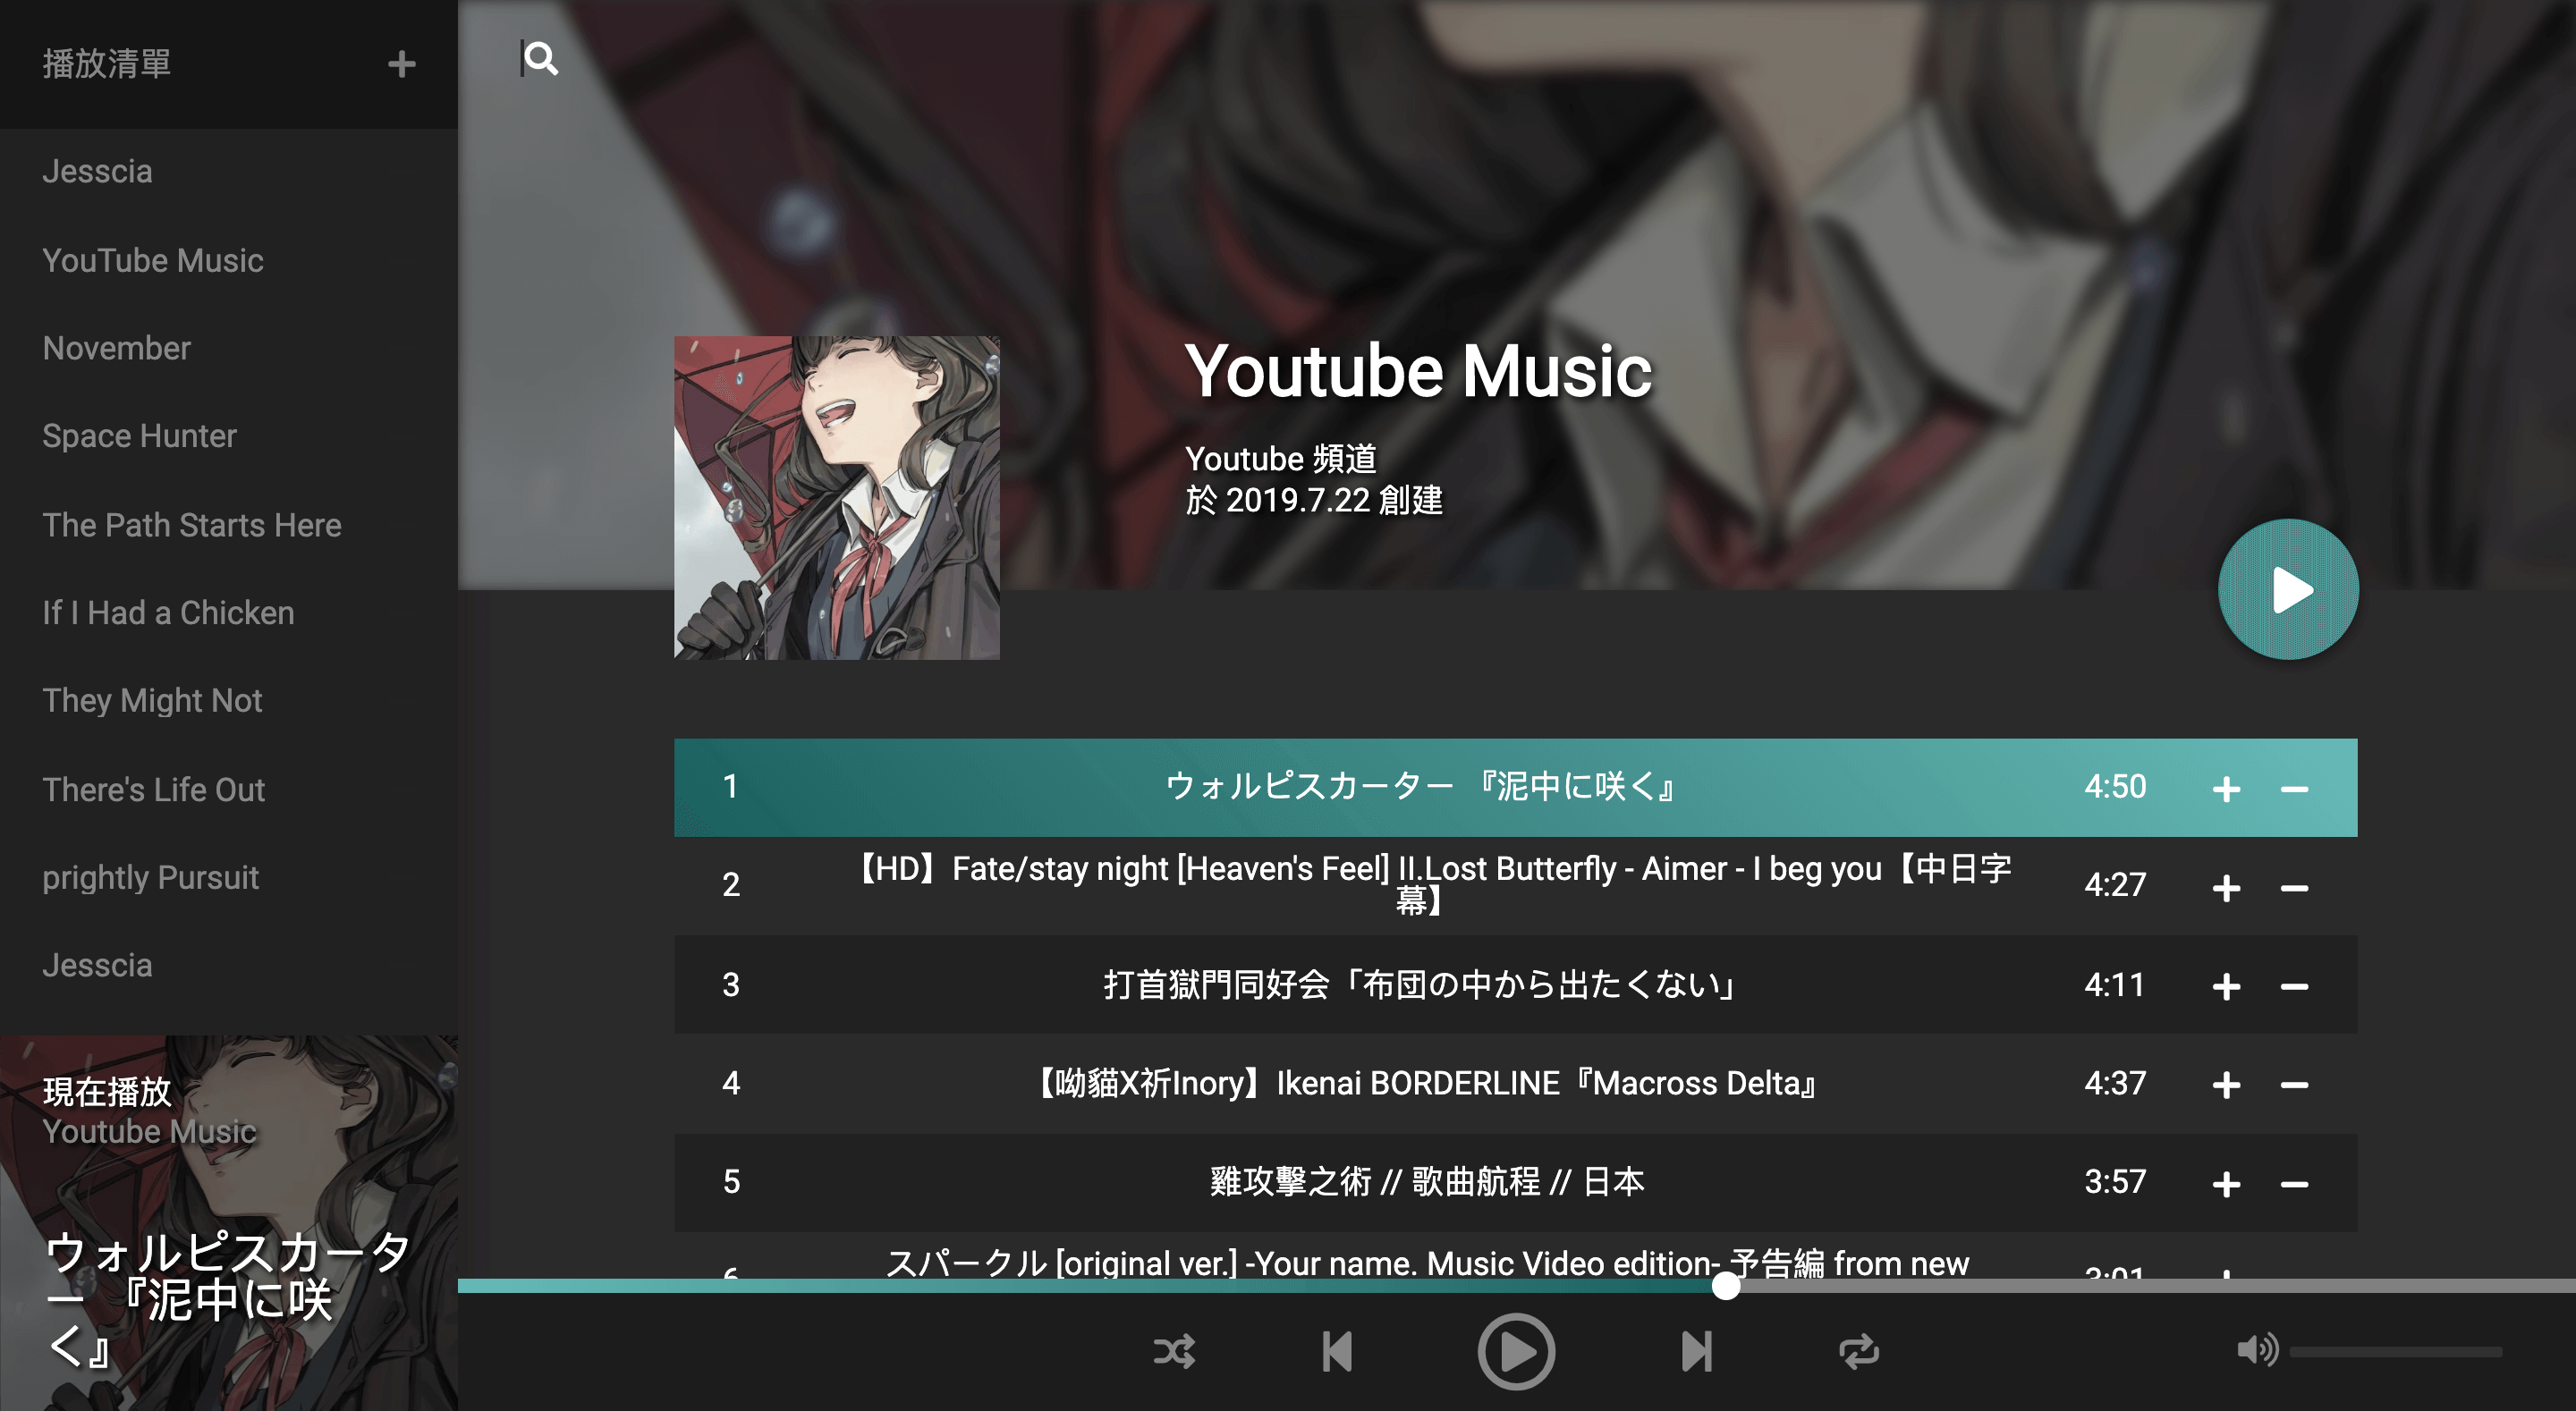 播放清單
Jesscia
YouTube Music
November
Space Hunter
The Path Starts Here
If I Had a Chicken
They Might Not
There's Life Out
prightly Pursuit
Jesscia
現在播放
Youtube Music
ウォルピスカータ
ー 『泥中に咲
く』
Youtube Music
Youtube 頻道
於 2019.7.22 創建
1 ウォルピスカーター 『泥中に咲く』 4:50
2 【HD】Fate/stay night [Heaven's Feel] II.Lost Butterfly - Aimer - I beg you【中日字
幕】 4:27
3 打首獄門同好会「布団の中から出たくない」 4:11
4 【呦貓X祈Inory】Ikenai BORDERLINE『Macross Delta』 4:37
5 雞攻擊之術 // 歌曲航程 // 日本 3:57
6 スパークル [original ver.] -Your name. Music Video edition- 予告編 from new 3:01